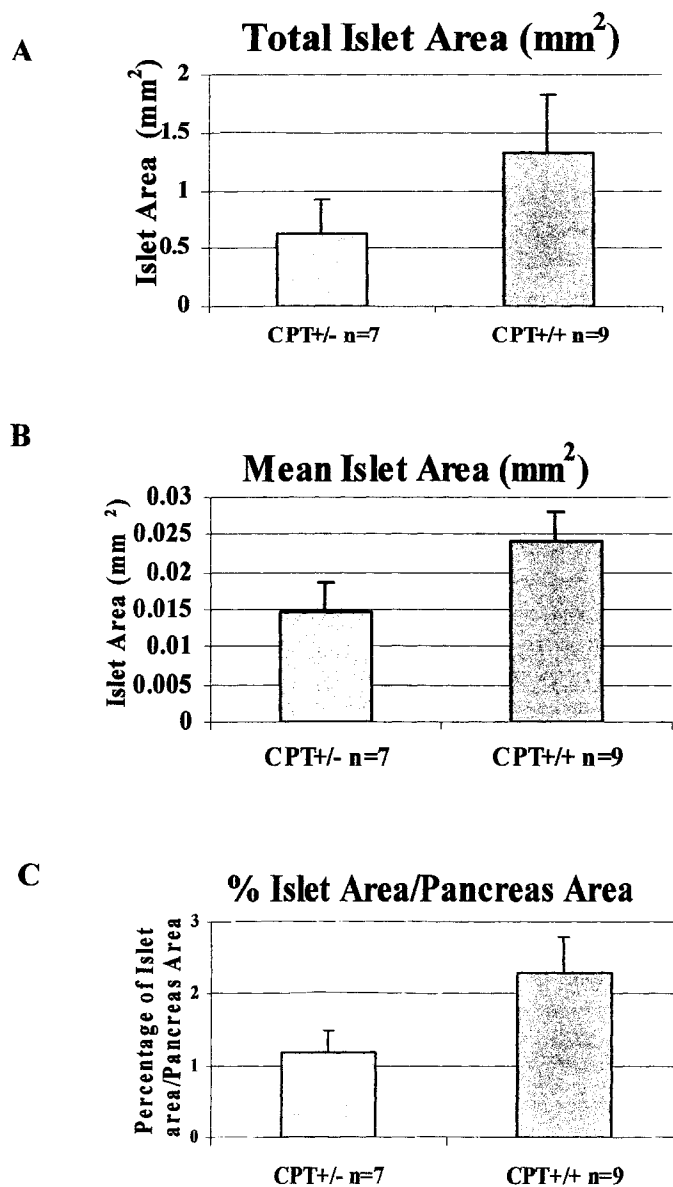 A
Total Islet Area (mm²)
Islet Area (mm²)
2
1.5
1
0.5
0
CPT+/- n=7
CPT+/+ n=9
B
Mean Islet Area (mm²)
Islet Area (mm ²)
0.03
0.025
0.02
0.015
0.01
0.005
0
CPT+/- n=7
CPT+/+ n=9
C
% Islet Area/Pancreas Area
Percentage of Islet
area/Pancreas Area
3
2
1
0
CPT+/- n=7
CPT+/+ n=9